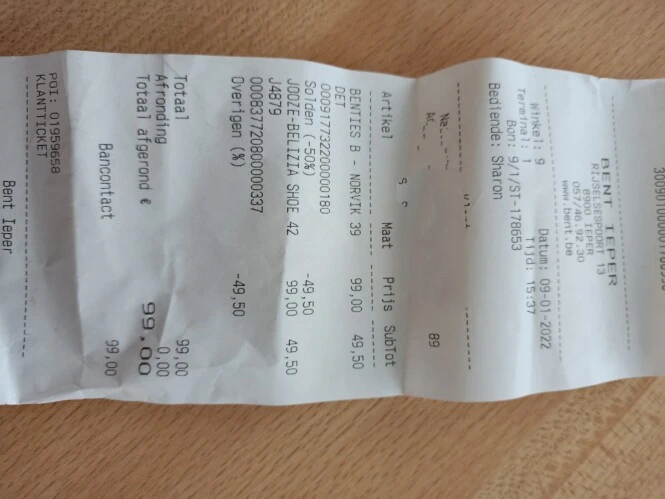 BENT IEPER
RIJSELSESPOOR 13
8900 IEPER
057/46.92.30
www.bent.be
Winkel: 9 Datum: 09-01-2022
Terminal: 1 Tijd: 15:37
Bon: 9/1/ST-178653
Bediende: Sharon
89
Artikel Maat Prijs SubTot
BENTIES B - NORVIK 39 99,00 49,50
DET
000917732200000180
Solden (-50%) -49,50
JOOZE-BELIZIA SHOE 42 99,00 49,50
J4879
0008377208000000337
Overigen (%) -49,50
Totaal 99,00
Afronding 0,00
Totaal afgerond € 99,00
Bancontact 99,00
POI: 01959658
KLANTTICKET
Bent Ieper